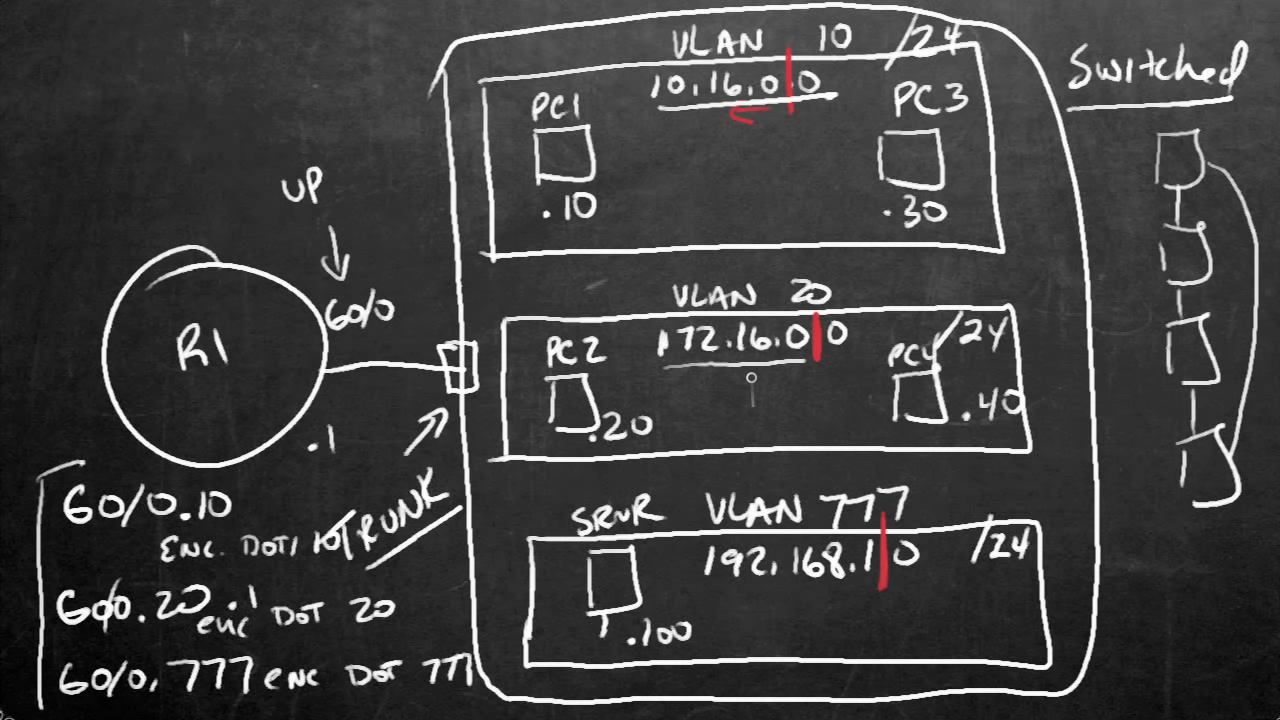 VLAN 10 /24
10.16.0.0
PC1
PC3
.10
.30
Switched
UP
G0/0
R1
.1
VLAN 20
172.16.0.0 /24
PC2
PC4
.20
.40
TRUNK
SRVR VLAN 777
192.168.1.0 /24
.100
G0/0.10
ENC. DOT1
G0/0.20 .1
enc DOT 20
G0/0.777 enc DOT 777